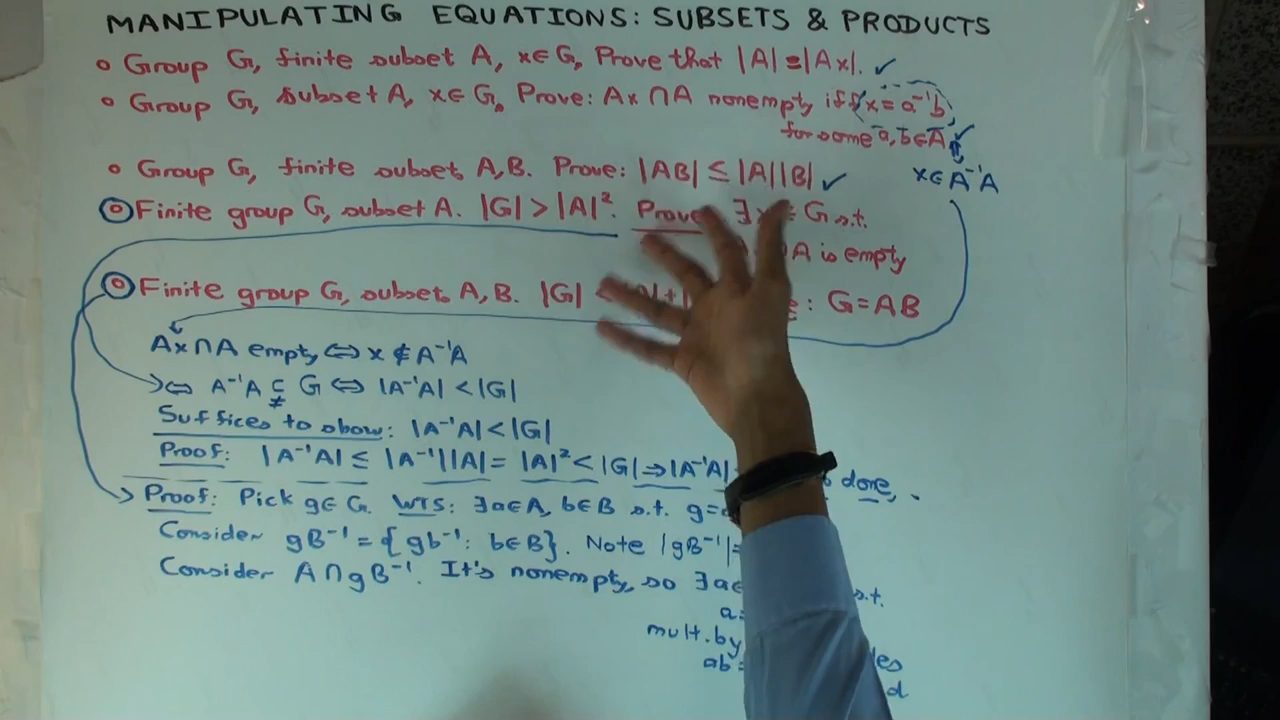 MANIPULATING EQUATIONS: SUBSETS & PRODUCTS
∘ Group G, finite subset A, x∈G, Prove that |A|=|Ax|. ✓
∘ Group G, subset A, x∈G. Prove: Ax∩A nonempty iff x=a⁻¹b
for some a,b∈A ✓
x∈A⁻¹A
∘ Group G, finite subsets A,B. Prove: |AB| ≤ |A||B| ✓
∘ Finite group G, subset A. |G|>|A|². Prove ∃ G s.t.
A is empty
∘ Finite group G, subsets A,B. |G| < : G=AB
Ax∩A empty ⇔ x∉A⁻¹A
⇔ A⁻¹A ⊊ G ⇔ |A⁻¹A|<|G|
Suffices to show: |A⁻¹A|<|G|
Proof: |A⁻¹A| ≤ |A⁻¹||A| = |A|² < |G| ⇒ |A⁻¹A| done.
Proof: Pick g∈G. WTS: ∃a∈A, b∈B s.t. g=
Consider gB⁻¹={gb⁻¹: b∈B}. Note |gB⁻¹|=
Consider A∩gB⁻¹. It's nonempty, so ∃a∈ s.t.
a=
mult. by
ab=